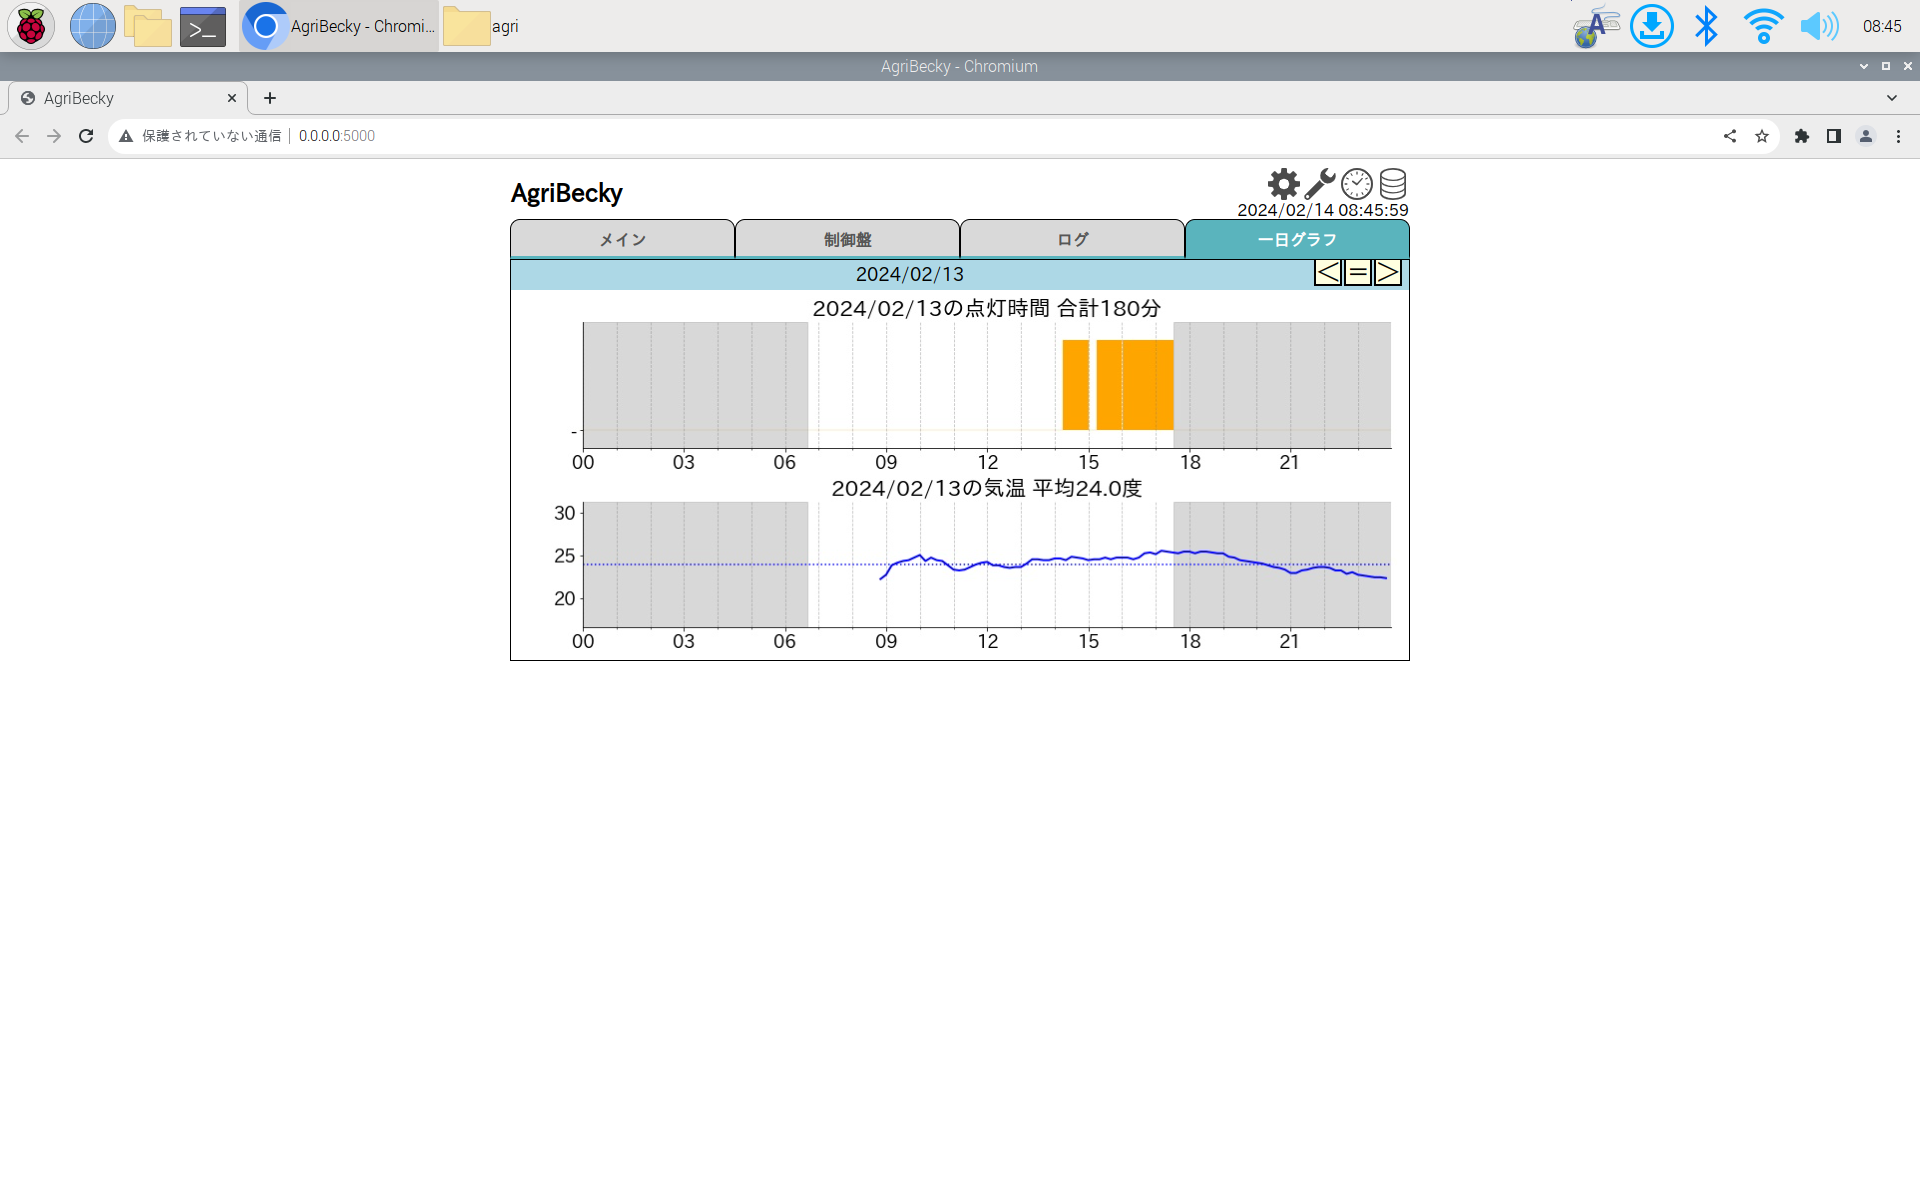 AgriBecky - Chromi...
agri
08:45
AgriBecky - Chromium
AgriBecky
保護されていない通信
0.0.0.0:5000
AgriBecky
2024/02/14 08:45:59
メイン
制御盤
ログ
一日グラフ
2024/02/13
<
=
>
2024/02/13の点灯時間 合計180分
-
00 03 06 09 12 15 18 21
2024/02/13の気温 平均24.0度
30
25
20
00 03 06 09 12 15 18 21